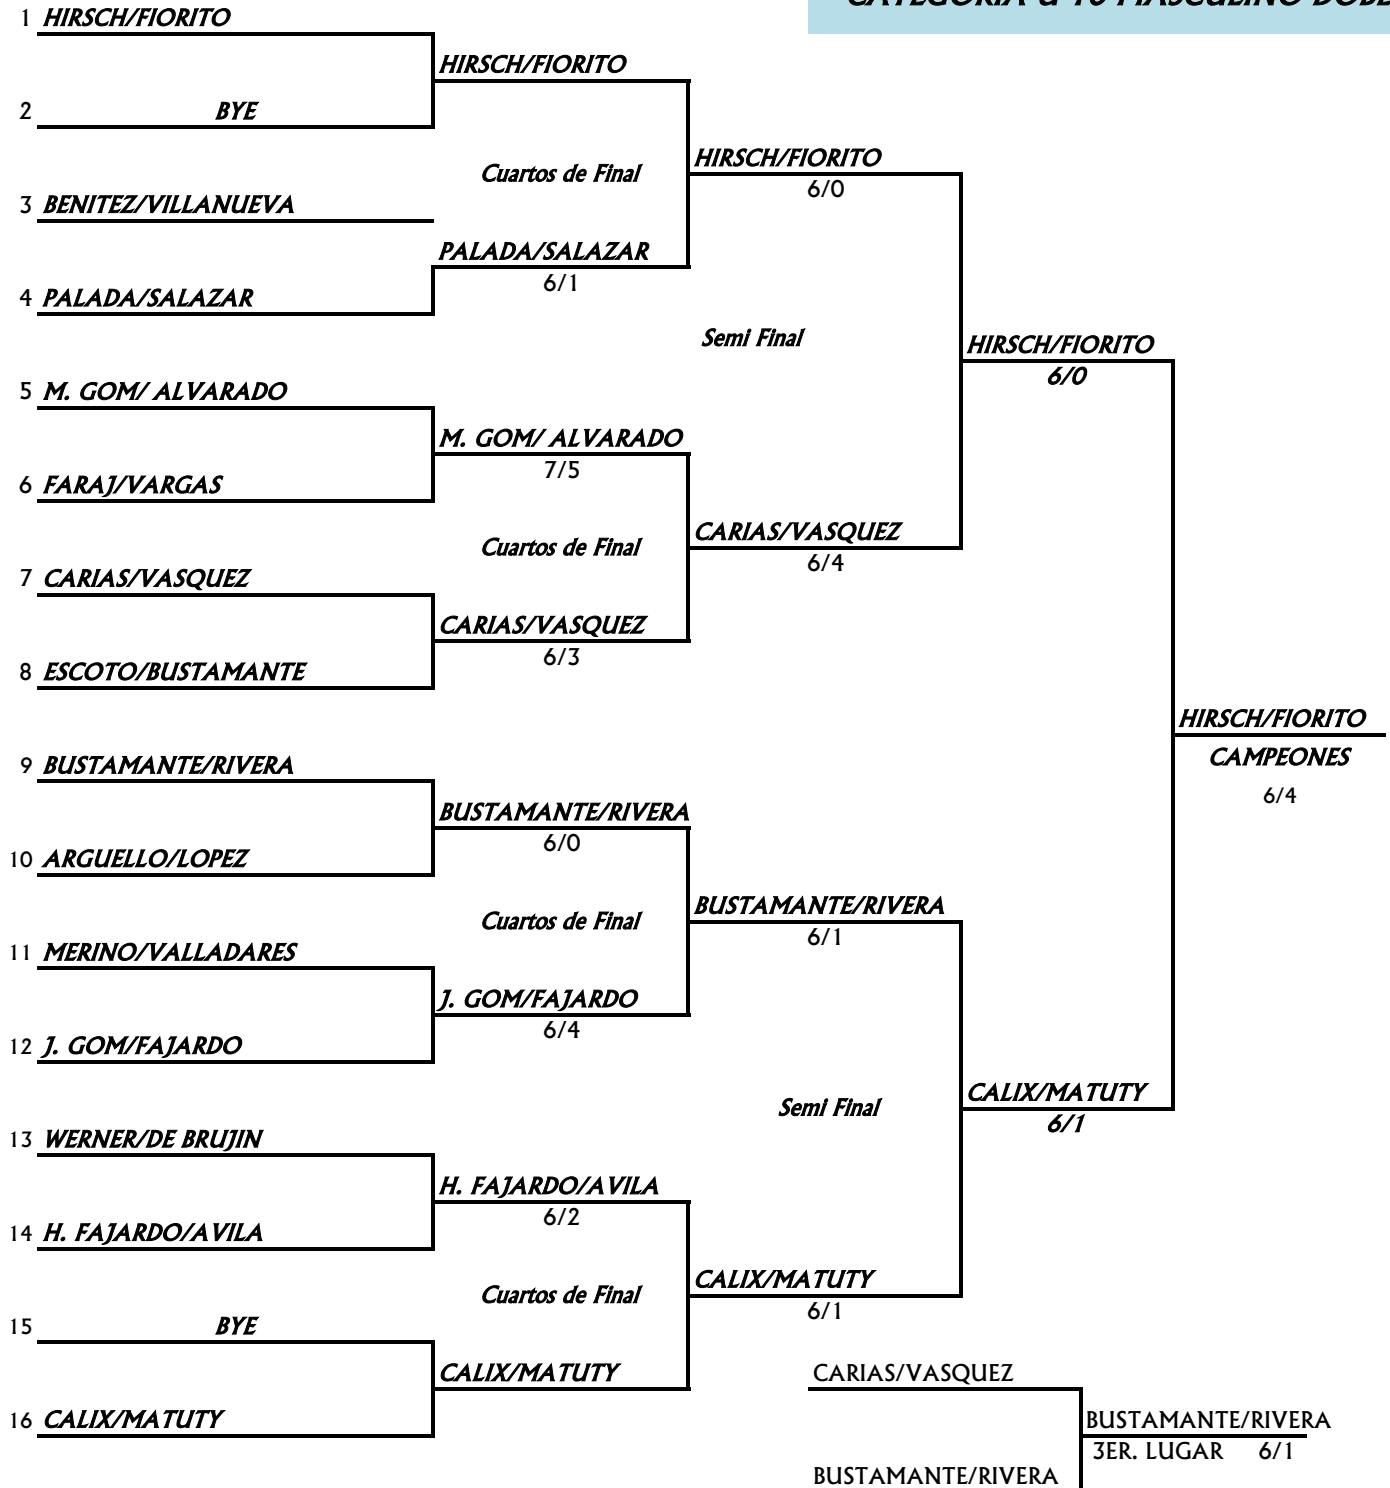 1 HIRSCH/FIORITO
HIRSCH/FIORITO
2 BYE
Cuartos de Final
HIRSCH/FIORITO
6/0
3 BENITEZ/VILLANUEVA
PALADA/SALAZAR
6/1
4 PALADA/SALAZAR
Semi Final
HIRSCH/FIORITO
6/0
5 M. GOM/ ALVARADO
M. GOM/ ALVARADO
7/5
6 FARAJ/VARGAS
Cuartos de Final
CARIAS/VASQUEZ
6/4
7 CARIAS/VASQUEZ
CARIAS/VASQUEZ
6/3
8 ESCOTO/BUSTAMANTE
HIRSCH/FIORITO
CAMPEONES
6/4
9 BUSTAMANTE/RIVERA
BUSTAMANTE/RIVERA
6/0
10 ARGUELLO/LOPEZ
Cuartos de Final
BUSTAMANTE/RIVERA
6/1
11 MERINO/VALLADARES
J. GOM/FAJARDO
6/4
12 J. GOM/FAJARDO
Semi Final
CALIX/MATUTY
6/1
13 WERNER/DE BRUJIN
H. FAJARDO/AVILA
6/2
14 H. FAJARDO/AVILA
Cuartos de Final
CALIX/MATUTY
6/1
15 BYE
CALIX/MATUTY
16 CALIX/MATUTY
CARIAS/VASQUEZ
BUSTAMANTE/RIVERA
3ER. LUGAR 6/1
BUSTAMANTE/RIVERA